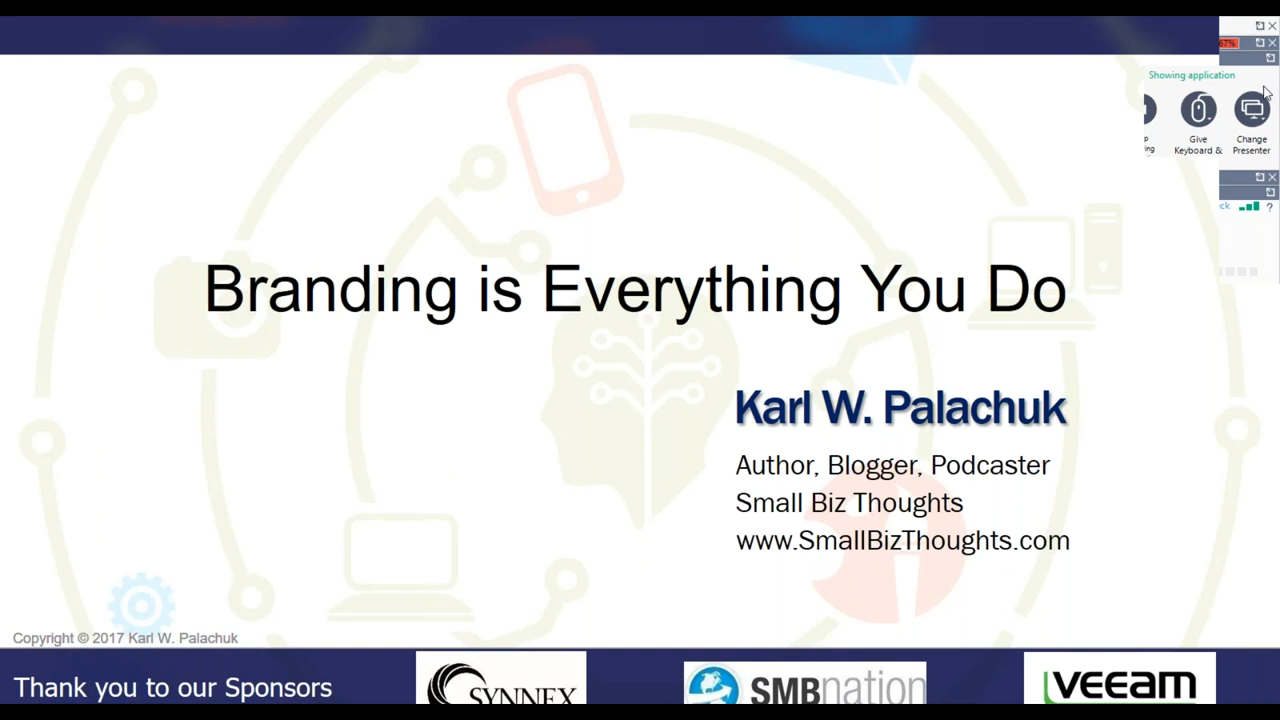 67%
Showing application
Give
Keyboard &
Change
Presenter
?
Branding is Everything You Do
Karl W. Palachuk
Author, Blogger, Podcaster
Small Biz Thoughts
www.SmallBizThoughts.com
Copyright © 2017 Karl W. Palachuk
Thank you to our Sponsors
SYNNEX
SMBnation
veeam